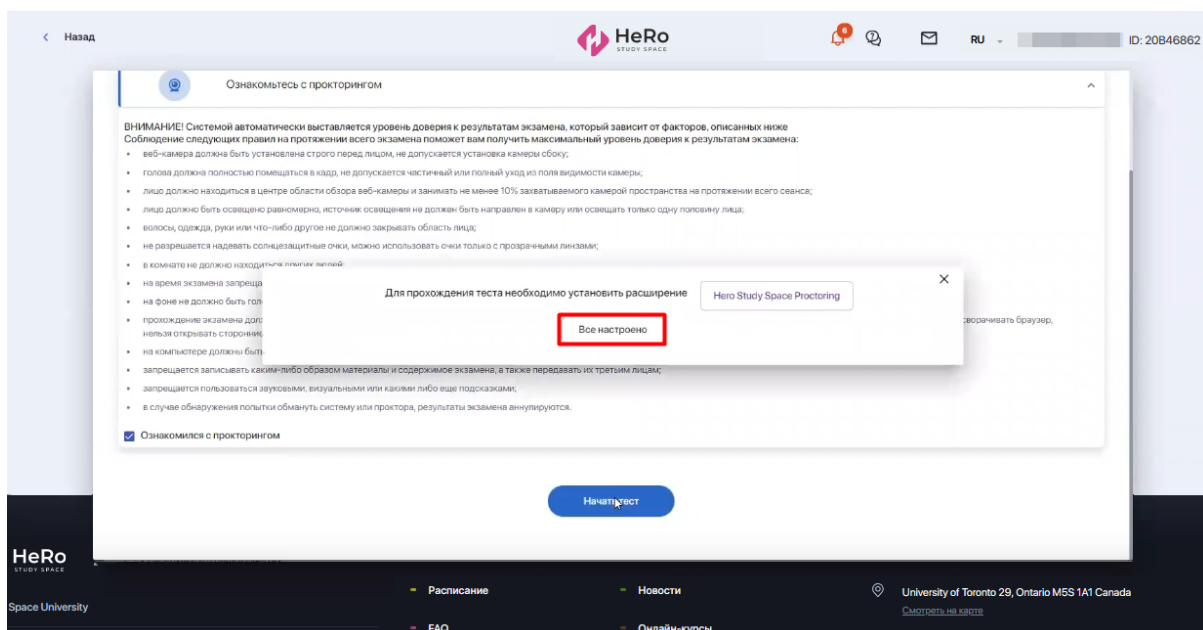 Назад
HeRo
STUDY SPACE
6
RU
ID: 20B46862
Ознакомьтесь с прокторингом
ВНИМАНИЕ! Системой автоматически выставляется уровень доверия к результатам экзамена, который зависит от факторов, описанных ниже
Соблюдение следующих правил на протяжении всего экзамена поможет вам получить максимальный уровень доверия к результатам экзамена:
веб-камера должна быть установлена строго перед лицом, не допускается установка камеры сбоку;
голова должна полностью помещаться в кадр, не допускается частичный или полный уход из поля видимости камеры;
лицо должно находиться в центре области обзора веб-камеры и занимать не менее 10% захватываемого камерой пространства на протяжении всего сеанса;
лицо должно быть освещено равномерно, источник освещения не должен быть направлен в камеру или освещать только одну половину лица;
волосы, одежда, руки или что-либо другое не должно закрывать область лица;
не разрешается надевать солнцезащитные очки, можно использовать очки только с прозрачными линзами;
в комнате не должно находиться других людей;
на время экзамена запреща
на фоне не должно быть гол
прохождение экзамена дол
сворачивать браузер,
нельзя открывать сторонние
на компьютере должны быть
Для прохождения теста необходимо установить расширение
Hero Study Space Proctoring
Все настроено
запрещается записывать каким-либо образом материалы и содержимое экзамена, а также передавать их третьим лицам;
запрещается пользоваться звуковыми, визуальными или какими либо еще подсказками;
в случае обнаружения попытки обмануть систему или проктора, результаты экзамена аннулируются.
Ознакомился с прокторингом
Начать тест
HeRo
STUDY SPACE
Расписание
Новости
University of Toronto 29, Ontario M5S 1A1 Canada
Space University
Смотреть на карте
FAQ
Онлайн-курсы